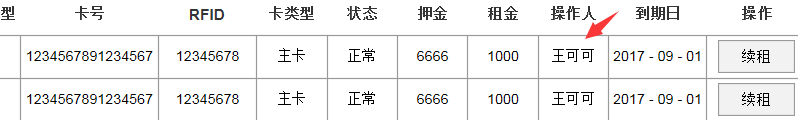 型 卡号 RFID 卡类型 状态 押金 租金 操作人 到期日 操作
1234567891234567 12345678 主卡 正常 6666 1000 王可可 2017 - 09 - 01 续租
1234567891234567 12345678 主卡 正常 6666 1000 王可可 2017 - 09 - 01 续租